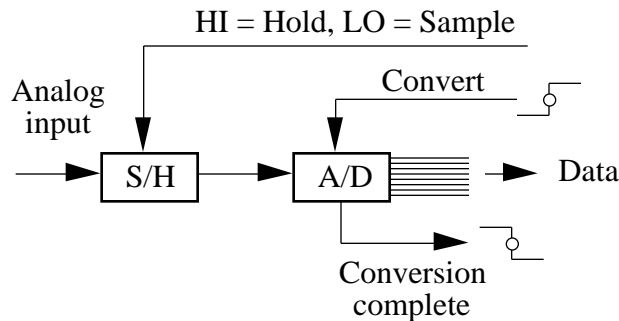 HI = Hold, LO = Sample
Convert
Analog
input
S/H
A/D
Data
Conversion
complete